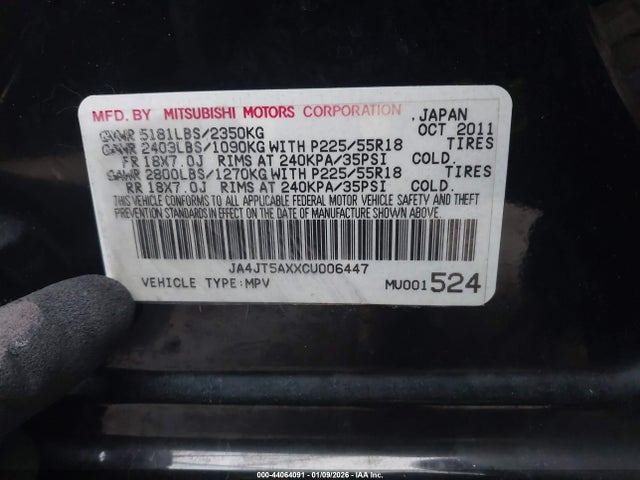 MFD. BY MITSUBISHI MOTORS CORPORATION . JAPAN
GVWR 5181LBS/2350KG OCT 2011
GAWR 2403LBS/1090KG WITH P225/55R18 TIRES
FR 18X7.0J RIMS AT 240KPA/35PSI COLD.
GAWR 2800LBS/1270KG WITH P225/55R18 TIRES
RR 18X7.0J RIMS AT 240KPA/35PSI COLD.
THIS VEHICLE CONFORMS TO ALL APPLICABLE FEDERAL MOTOR VEHICLE SAFETY AND THEFT
PREVENTION STANDARDS IN EFFECT ON THE DATE OF MANUFACTURE SHOWN ABOVE.
JA4JT5AXXCU006447
VEHICLE TYPE:MPV MU001524
000-44064091 - 01/09/2026 - IAA, Inc.